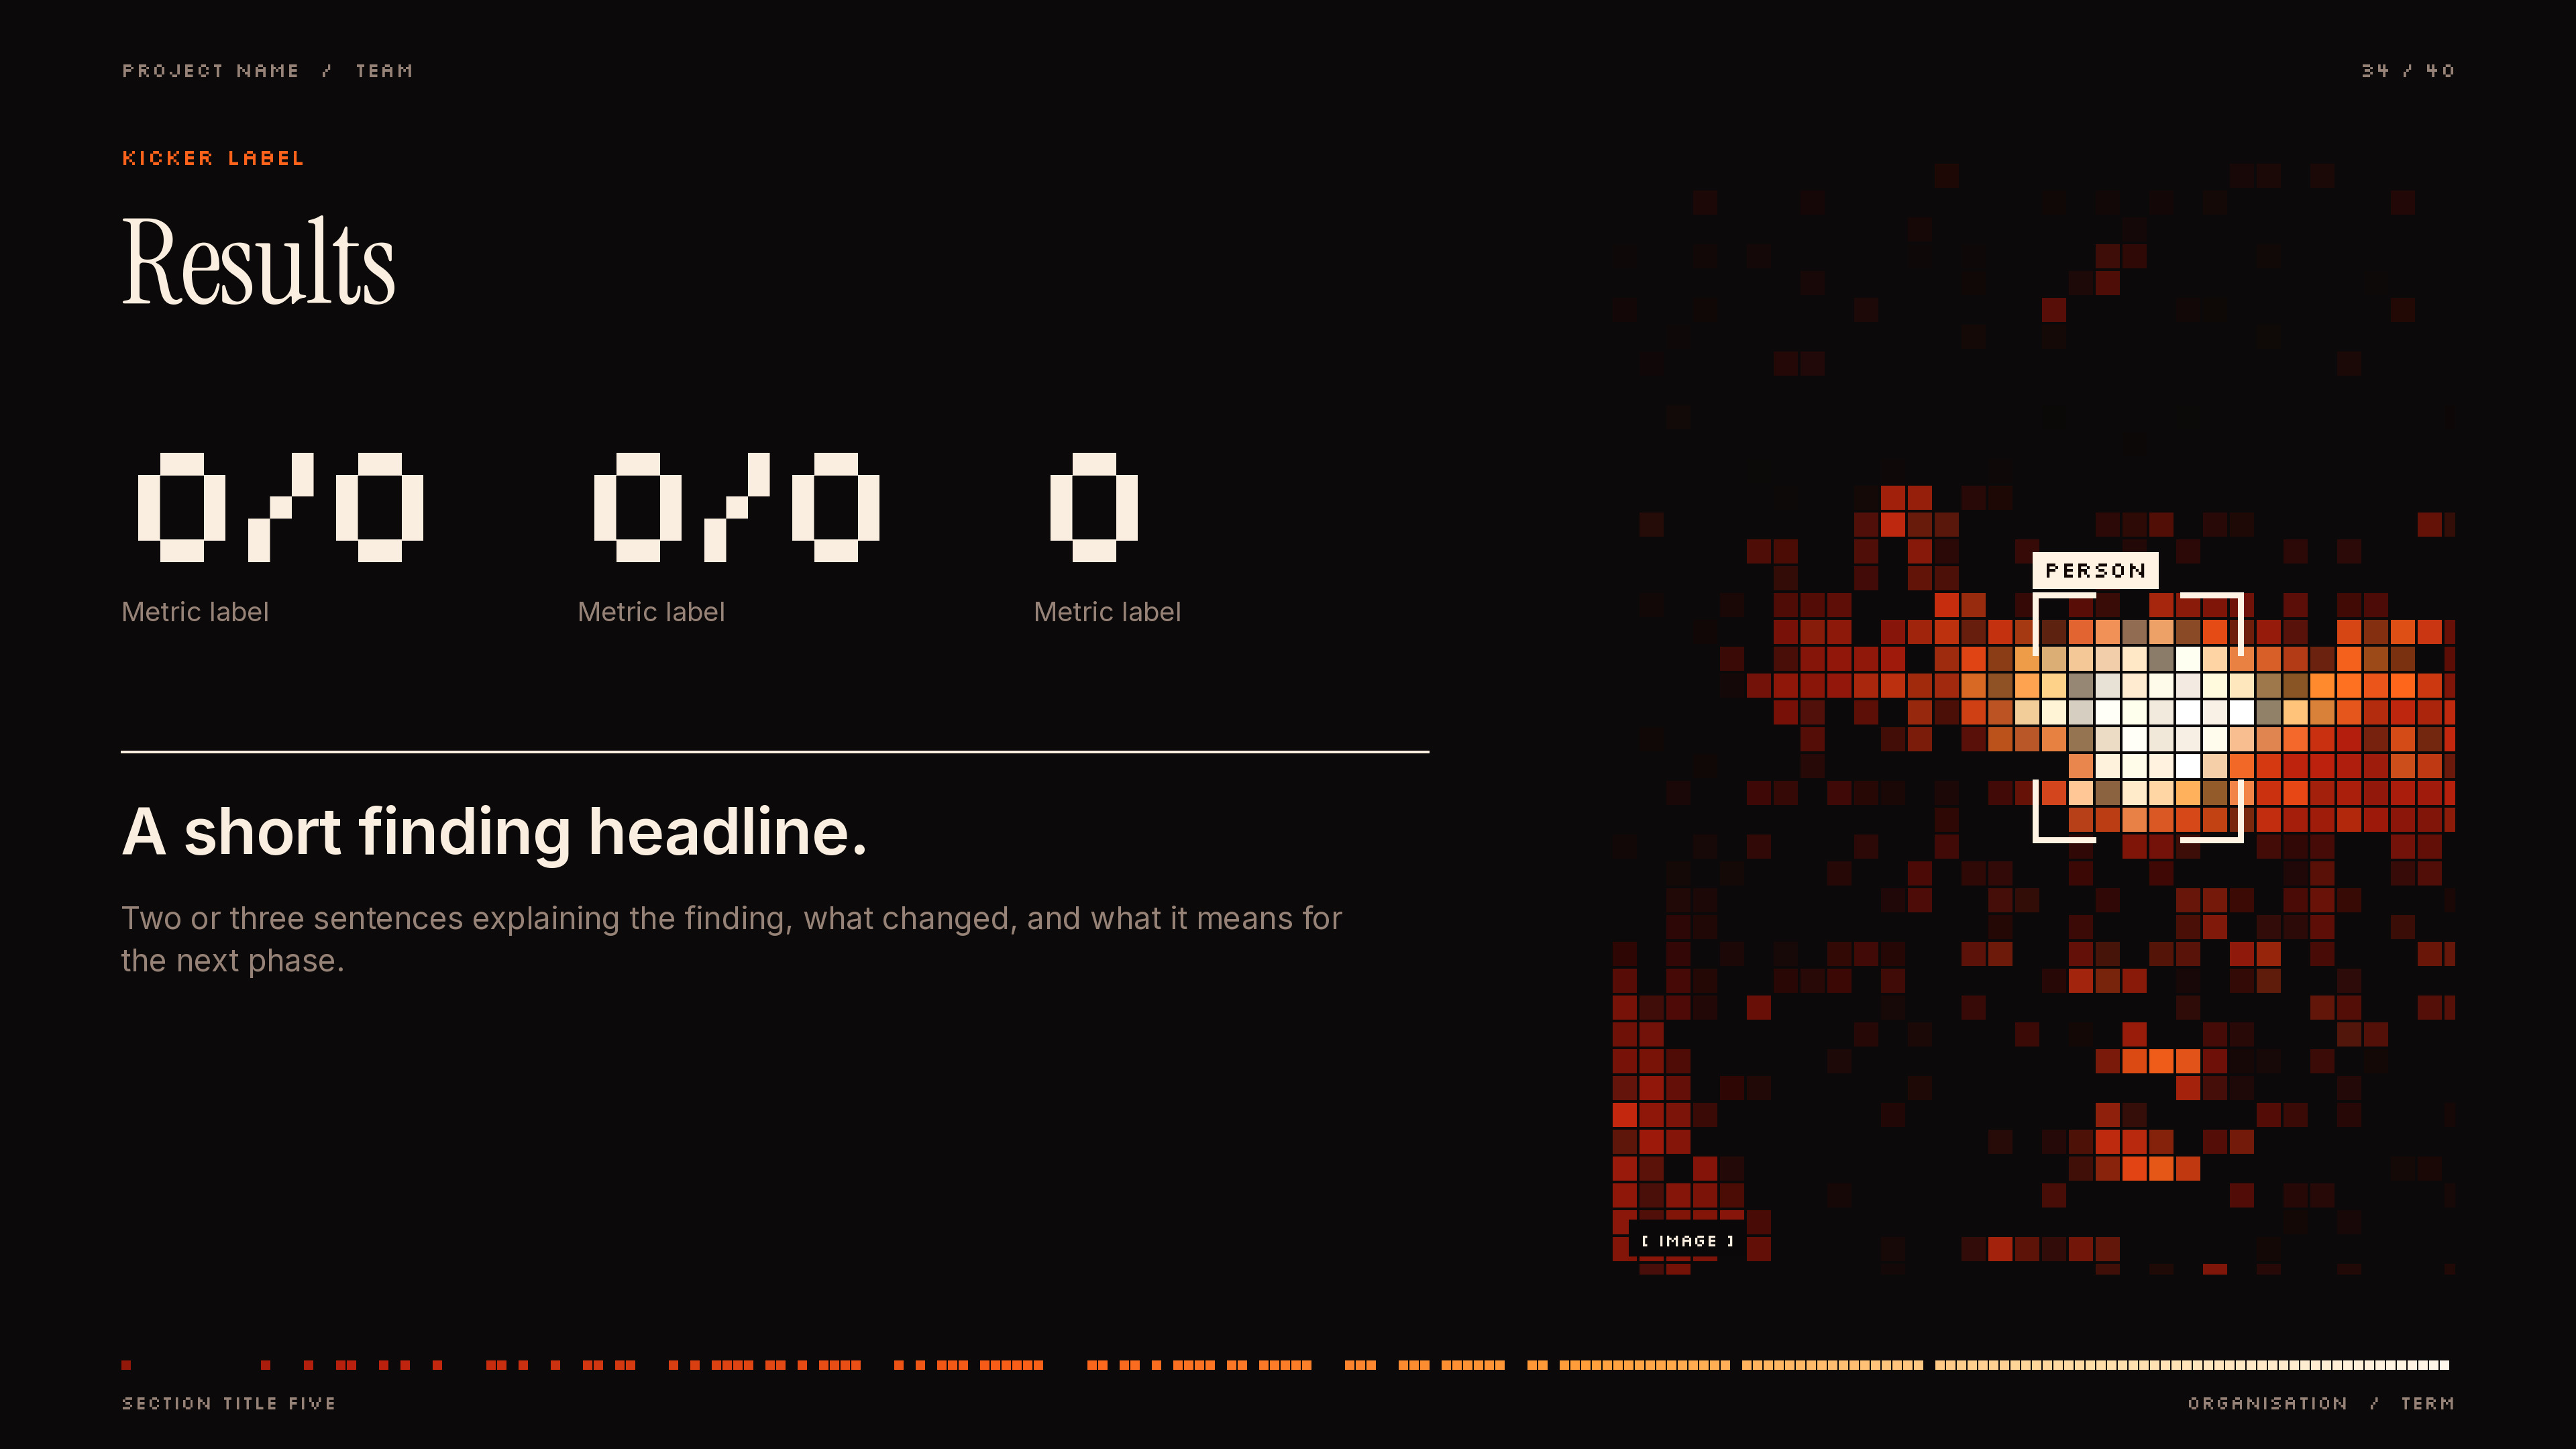 PROJECT NAME / TEAM
34 / 40
KICKER LABEL
Results
0/0
Metric label
0/0
Metric label
0
Metric label
A short finding headline.
Two or three sentences explaining the finding, what changed, and what it means for
the next phase.
PERSON
[ IMAGE ]
SECTION TITLE FIVE
ORGANISATION / TERM